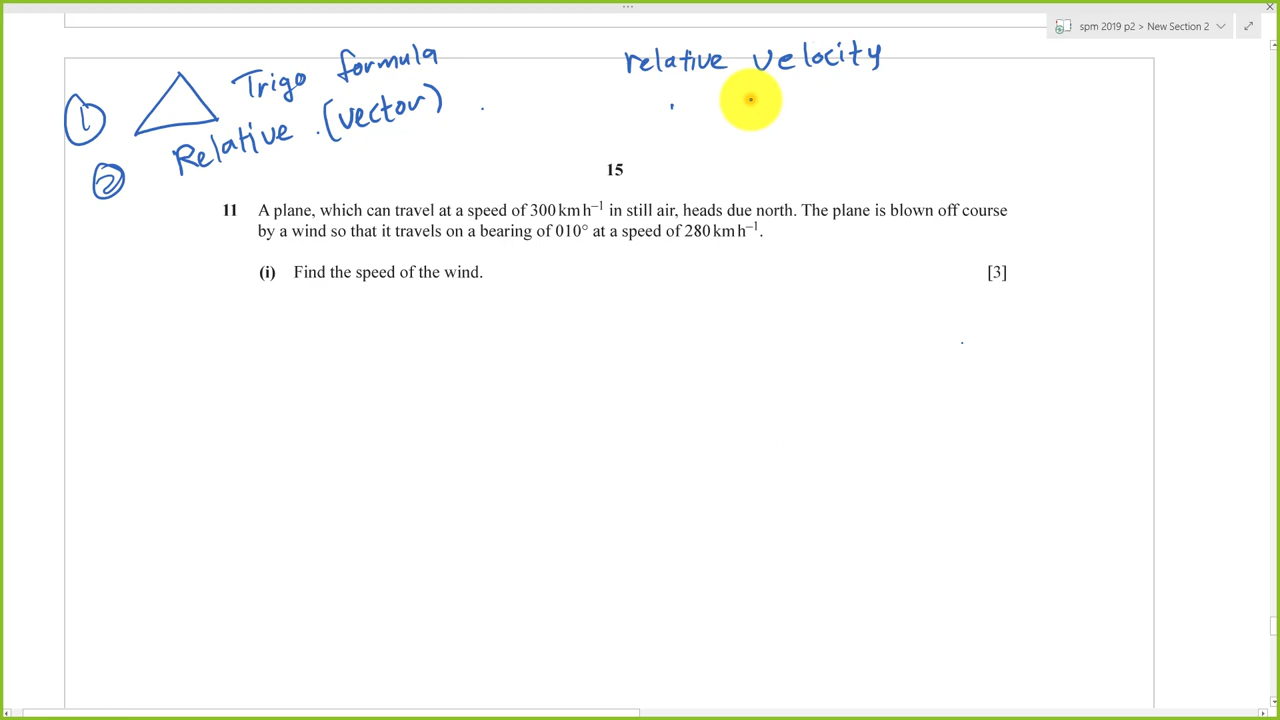 spm 2019 p2 > New Section 2
Trigo formula
relative velocity
1
Relative (vector)
2
15
11 A plane, which can travel at a speed of 300 km h⁻¹ in still air, heads due north. The plane is blown off course
by a wind so that it travels on a bearing of 010° at a speed of 280 km h⁻¹.
(i) Find the speed of the wind. [3]